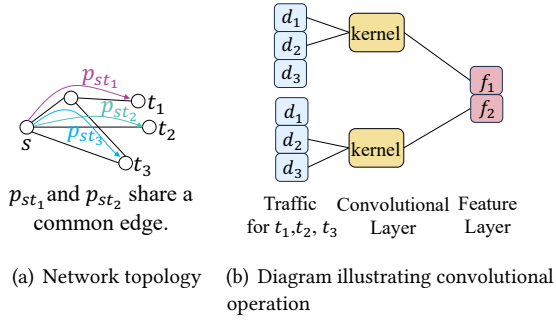 p_{st_1}
t_1
p_{st_2}
t_2
p_{st_3}
s
t_3
p_{st_1} and p_{st_2} share a
common edge.
(a) Network topology
d_1
d_2
d_3
kernel
d_1
d_2
d_3
kernel
f_1
f_2
Traffic
for t_1,t_2, t_3
Convolutional
Layer
Feature
Layer
(b) Diagram illustrating convolutional
operation